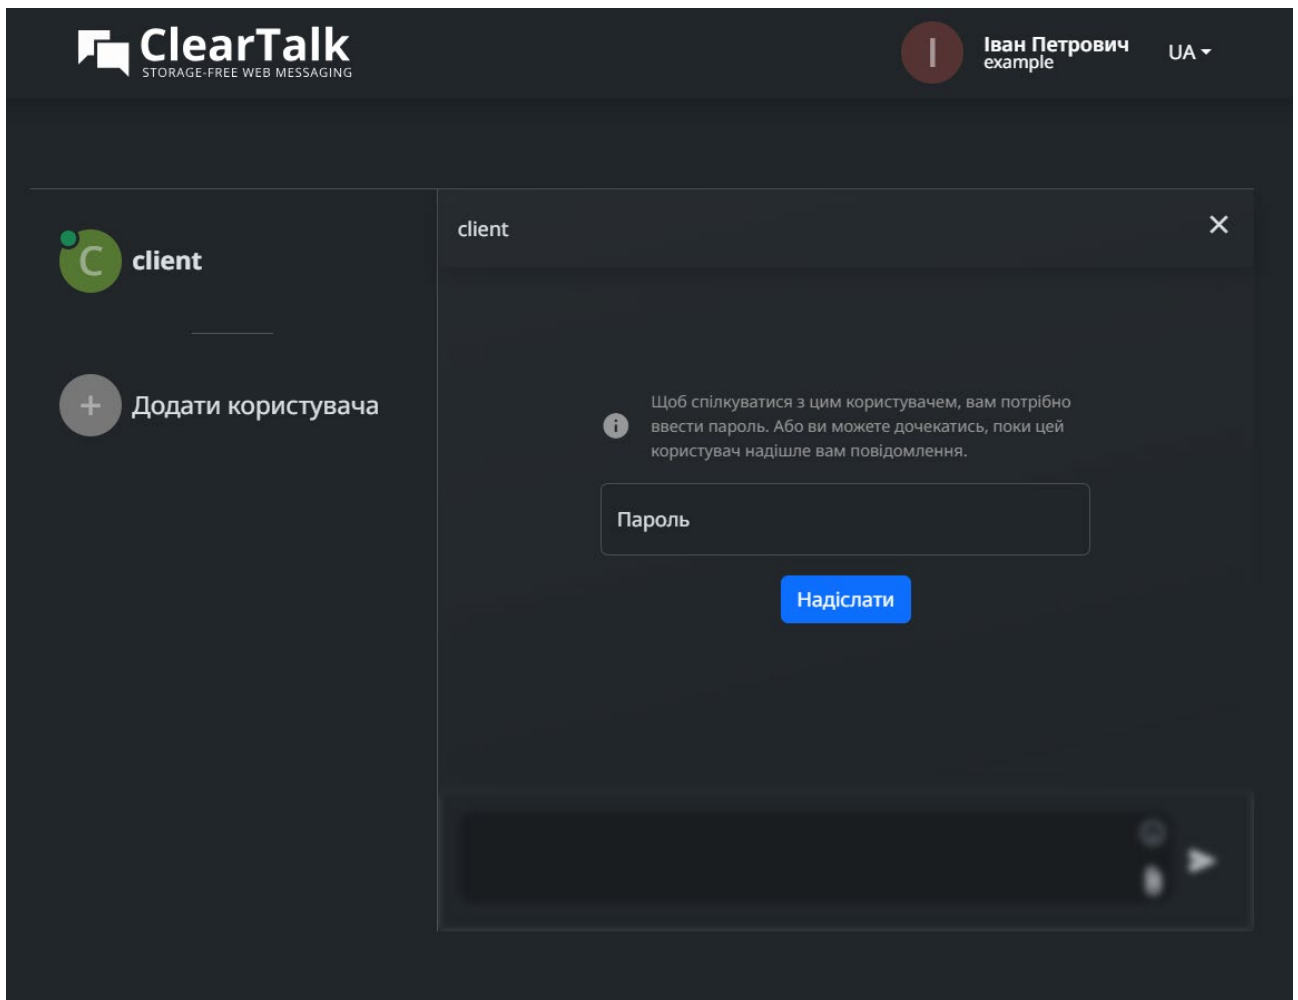 ClearTalk
STORAGE-FREE WEB MESSAGING
I
Іван Петрович
example
UA
C
client
Додати користувача
client
Щоб спілкуватися з цим користувачем, вам потрібно
ввести пароль. Або ви можете дочекатись, поки цей
користувач надішле вам повідомлення.
Пароль
Надіслати